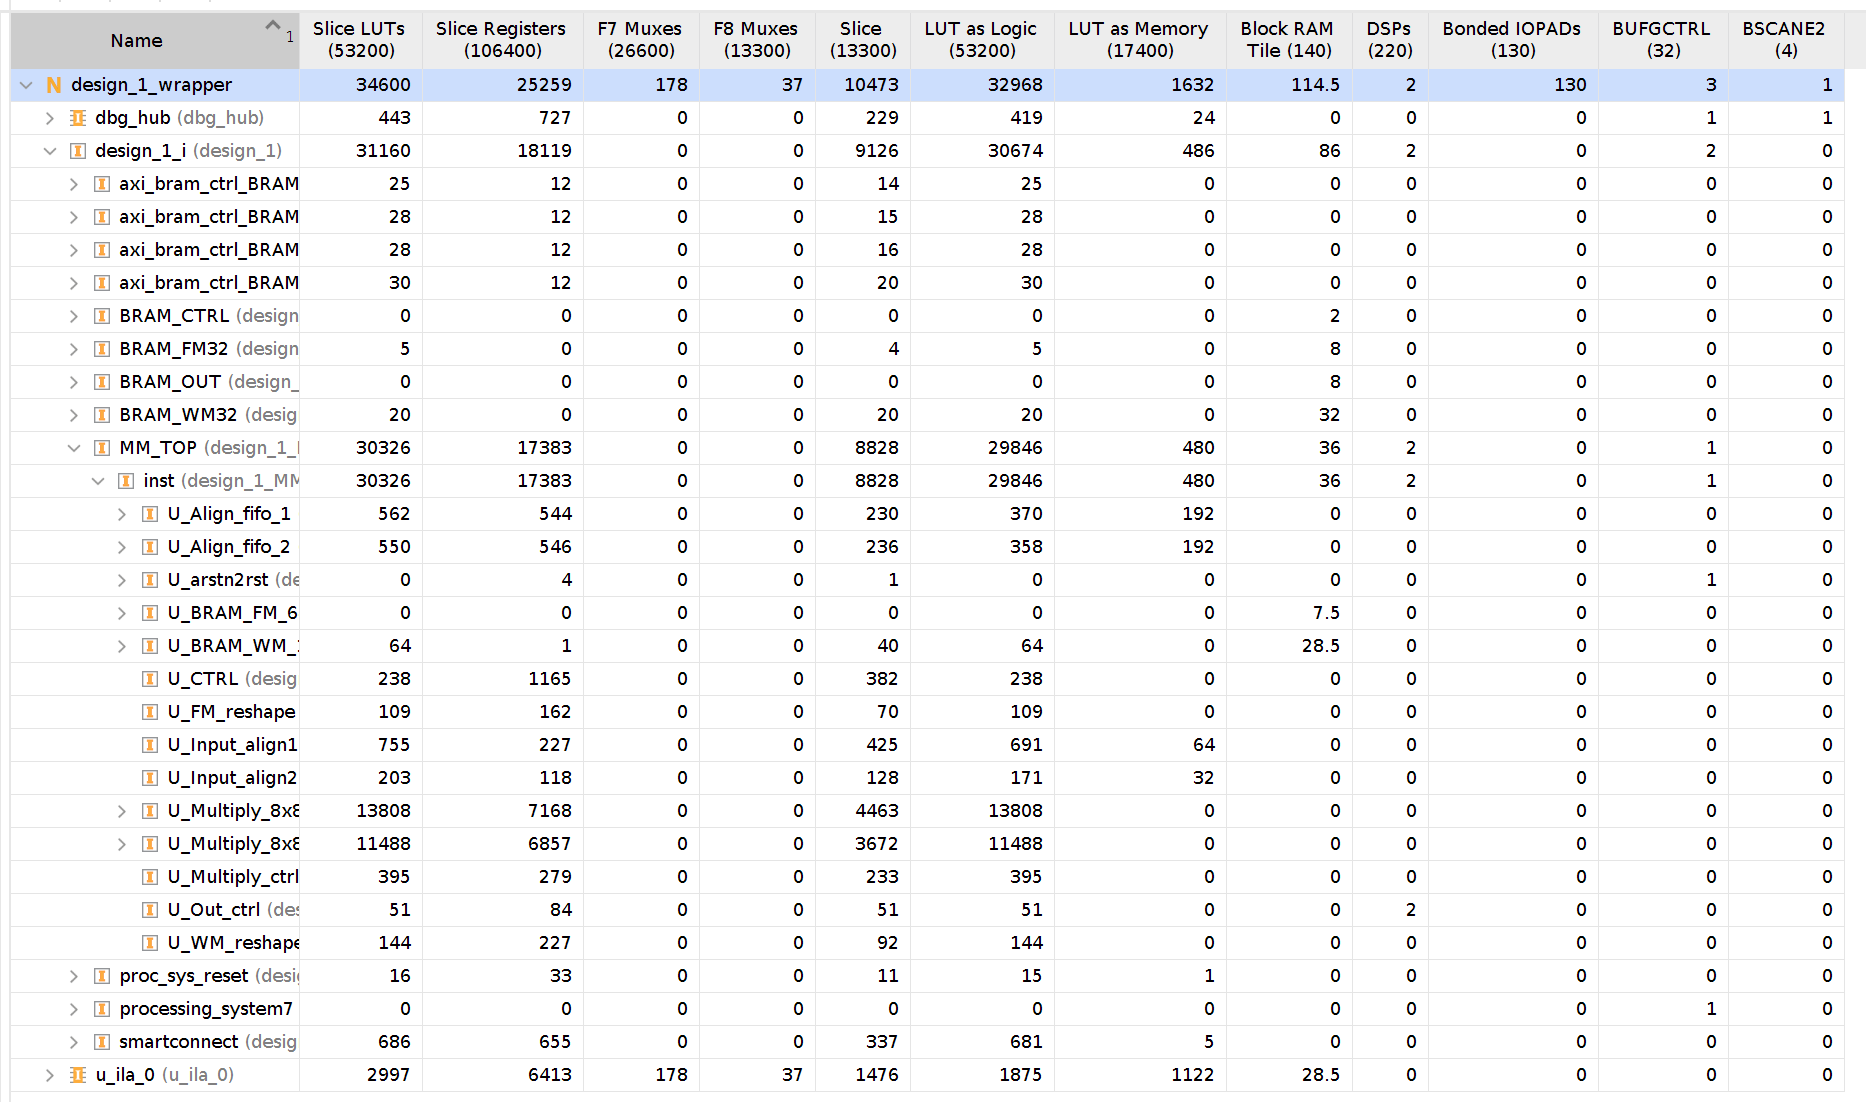 Name 1 Slice LUTs (53200) Slice Registers (106400) F7 Muxes (26600) F8 Muxes (13300) Slice (13300) LUT as Logic (53200) LUT as Memory (17400) Block RAM Tile (140) DSPs (220) Bonded IOPADs (130) BUFGCTRL (32) BSCANE2 (4)
N design_1_wrapper 34600 25259 178 37 10473 32968 1632 114.5 2 130 3 1
dbg_hub (dbg_hub) 443 727 0 0 229 419 24 0 0 0 1 1
design_1_i (design_1) 31160 18119 0 0 9126 30674 486 86 2 0 2 0
axi_bram_ctrl_BRAM 25 12 0 0 14 25 0 0 0 0 0 0
axi_bram_ctrl_BRAM 28 12 0 0 15 28 0 0 0 0 0 0
axi_bram_ctrl_BRAM 28 12 0 0 16 28 0 0 0 0 0 0
axi_bram_ctrl_BRAM 30 12 0 0 20 30 0 0 0 0 0 0
BRAM_CTRL (design 0 0 0 0 0 0 0 2 0 0 0 0
BRAM_FM32 (design 5 0 0 0 4 5 0 8 0 0 0 0
BRAM_OUT (design_ 0 0 0 0 0 0 0 8 0 0 0 0
BRAM_WM32 (desig 20 0 0 0 20 20 0 32 0 0 0 0
MM_TOP (design_1_ 30326 17383 0 0 8828 29846 480 36 2 0 1 0
inst (design_1_MM 30326 17383 0 0 8828 29846 480 36 2 0 1 0
U_Align_fifo_1 562 544 0 0 230 370 192 0 0 0 0 0
U_Align_fifo_2 550 546 0 0 236 358 192 0 0 0 0 0
U_arstn2rst (de 0 4 0 0 1 0 0 0 0 0 1 0
U_BRAM_FM_6 0 0 0 0 0 0 0 7.5 0 0 0 0
U_BRAM_WM_ 64 1 0 0 40 64 0 28.5 0 0 0 0
U_CTRL (desig 238 1165 0 0 382 238 0 0 0 0 0 0
U_FM_reshape 109 162 0 0 70 109 0 0 0 0 0 0
U_Input_align1 755 227 0 0 425 691 64 0 0 0 0 0
U_Input_align2 203 118 0 0 128 171 32 0 0 0 0 0
U_Multiply_8x8 13808 7168 0 0 4463 13808 0 0 0 0 0 0
U_Multiply_8x8 11488 6857 0 0 3672 11488 0 0 0 0 0 0
U_Multiply_ctrl 395 279 0 0 233 395 0 0 0 0 0 0
U_Out_ctrl (des 51 84 0 0 51 51 0 0 2 0 0 0
U_WM_reshape 144 227 0 0 92 144 0 0 0 0 0 0
proc_sys_reset (desi 16 33 0 0 11 15 1 0 0 0 0 0
processing_system7 0 0 0 0 0 0 0 0 0 0 1 0
smartconnect (desig 686 655 0 0 337 681 5 0 0 0 0 0
u_ila_0 (u_ila_0) 2997 6413 178 37 1476 1875 1122 28.5 0 0 0 0